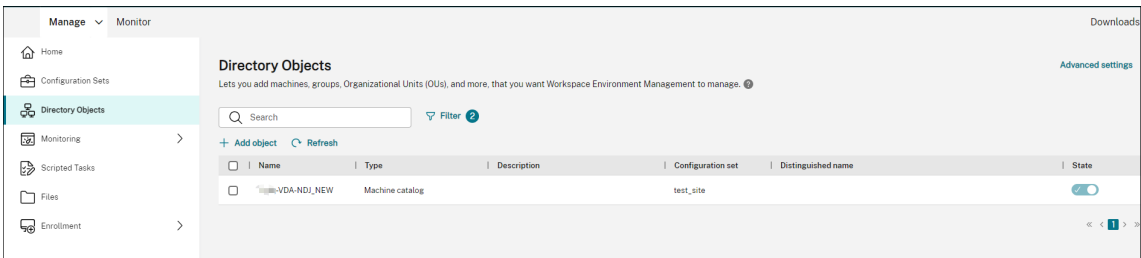 Manage Monitor Downloads
Home
Configuration Sets
Directory Objects
Monitoring
Scripted Tasks
Files
Enrollment
Directory Objects
Advanced settings
Lets you add machines, groups, Organizational Units (OUs), and more, that you want Workspace Environment Management to manage. ?
Search Filter 2
+ Add object Refresh
Name Type Description Configuration set Distinguished name State
-VDA-NDJ_NEW Machine catalog test_site
« < 1 > »